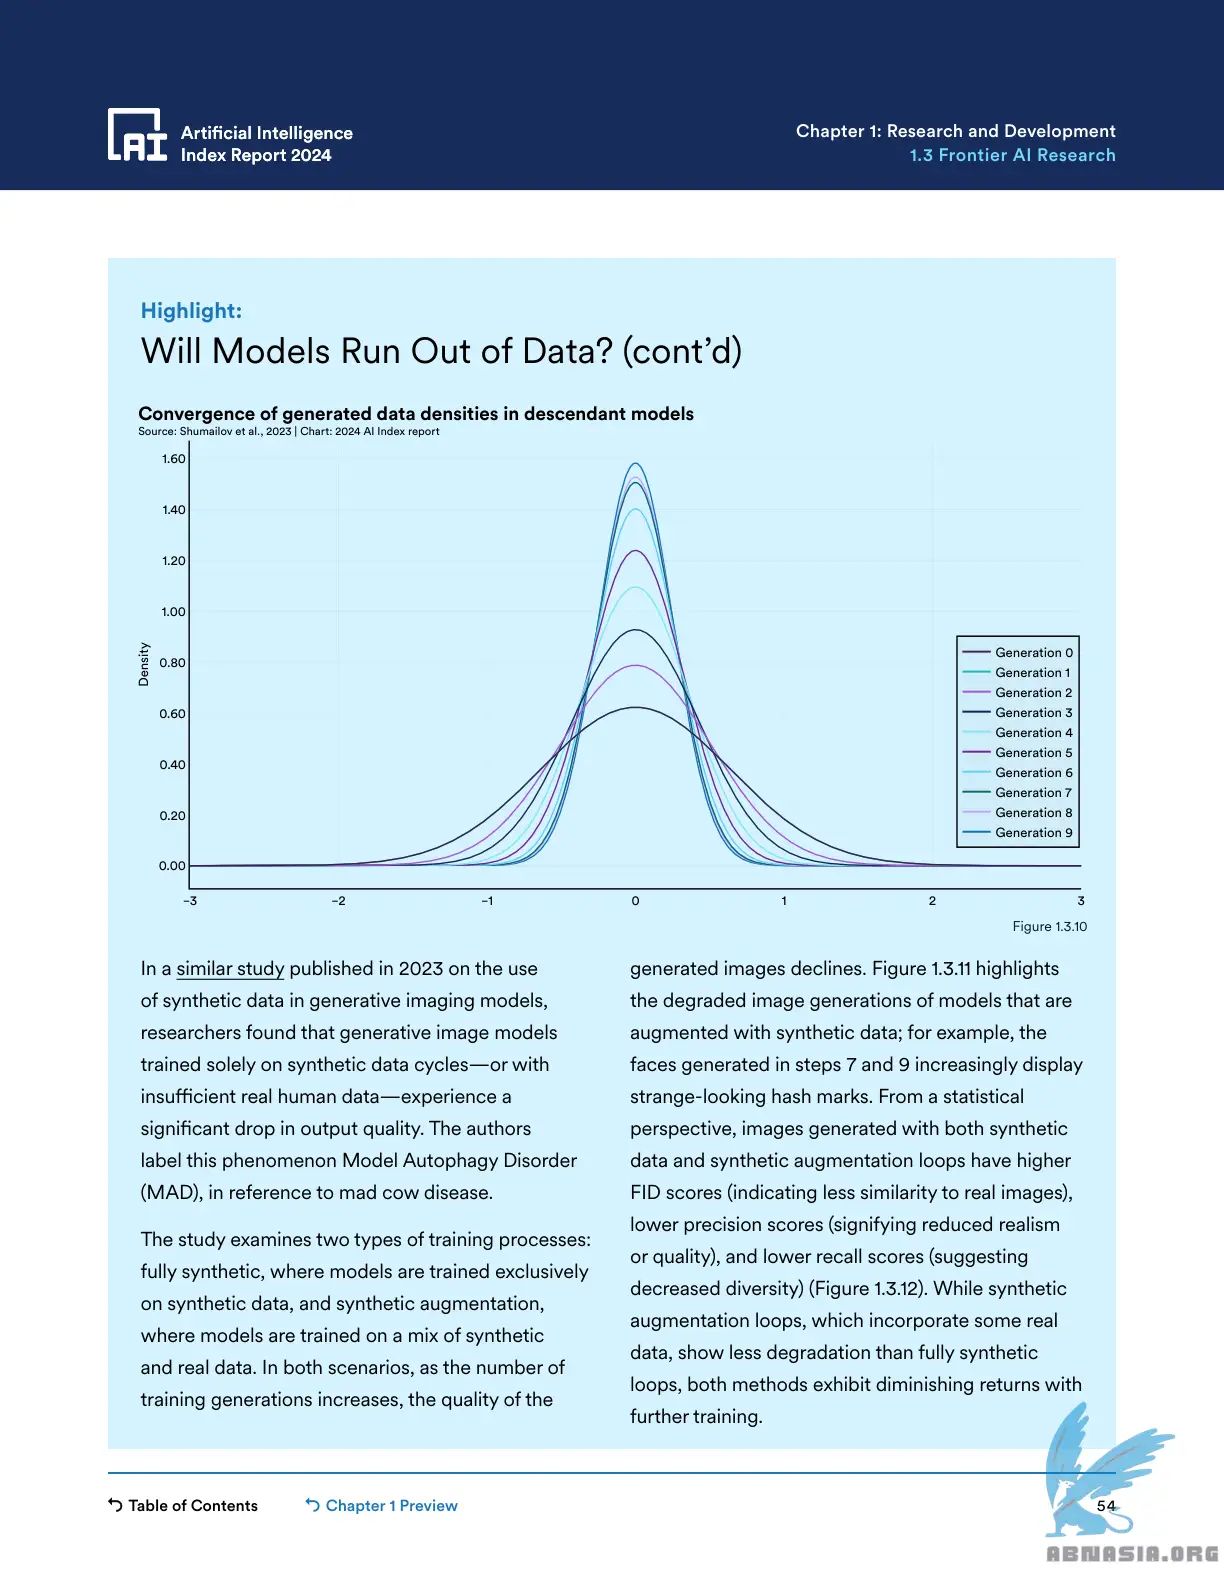 Artificial Intelligence
Index Report 2024
Chapter 1: Research and Development
1.3 Frontier AI Research
Highlight:
Will Models Run Out of Data? (cont’d)
Convergence of generated data densities in descendant models
Source: Shumailov et al., 2023 | Chart: 2024 AI Index report
1.60
1.40
1.20
1.00
0.80
0.60
0.40
0.20
0.00
Density
−3
−2
−1
0
1
2
3
Generation 0
Generation 1
Generation 2
Generation 3
Generation 4
Generation 5
Generation 6
Generation 7
Generation 8
Generation 9
Figure 1.3.10
In a similar study published in 2023 on the use
of synthetic data in generative imaging models,
researchers found that generative image models
trained solely on synthetic data cycles—or with
insufficient real human data—experience a
significant drop in output quality. The authors
label this phenomenon Model Autophagy Disorder
(MAD), in reference to mad cow disease.
The study examines two types of training processes:
fully synthetic, where models are trained exclusively
on synthetic data, and synthetic augmentation,
where models are trained on a mix of synthetic
and real data. In both scenarios, as the number of
training generations increases, the quality of the
generated images declines. Figure 1.3.11 highlights
the degraded image generations of models that are
augmented with synthetic data; for example, the
faces generated in steps 7 and 9 increasingly display
strange-looking hash marks. From a statistical
perspective, images generated with both synthetic
data and synthetic augmentation loops have higher
FID scores (indicating less similarity to real images),
lower precision scores (signifying reduced realism
or quality), and lower recall scores (suggesting
decreased diversity) (Figure 1.3.12). While synthetic
augmentation loops, which incorporate some real
data, show less degradation than fully synthetic
loops, both methods exhibit diminishing returns with
further training.
Table of Contents
Chapter 1 Preview
54
ABNASIA.ORG